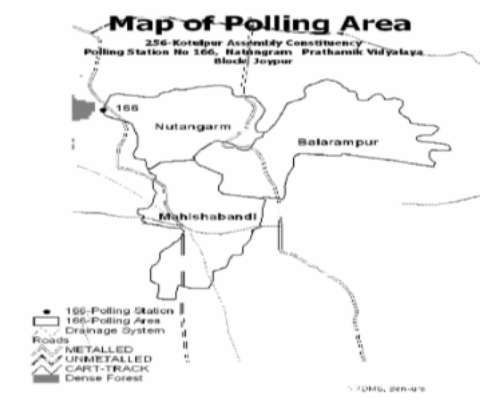 Map of Polling Area
256-Kotulpur Assembly Constituency
Polling Station No 166, Natungram Prathamik Vidyalaya
Block Joypur
166
Nutangarm
Balarampur
Mahishabandi
166-Polling Station
166-Polling Area
Drainage System
Roads
METALLED
UNMETALLED
CART-TRACK
Dense Forest